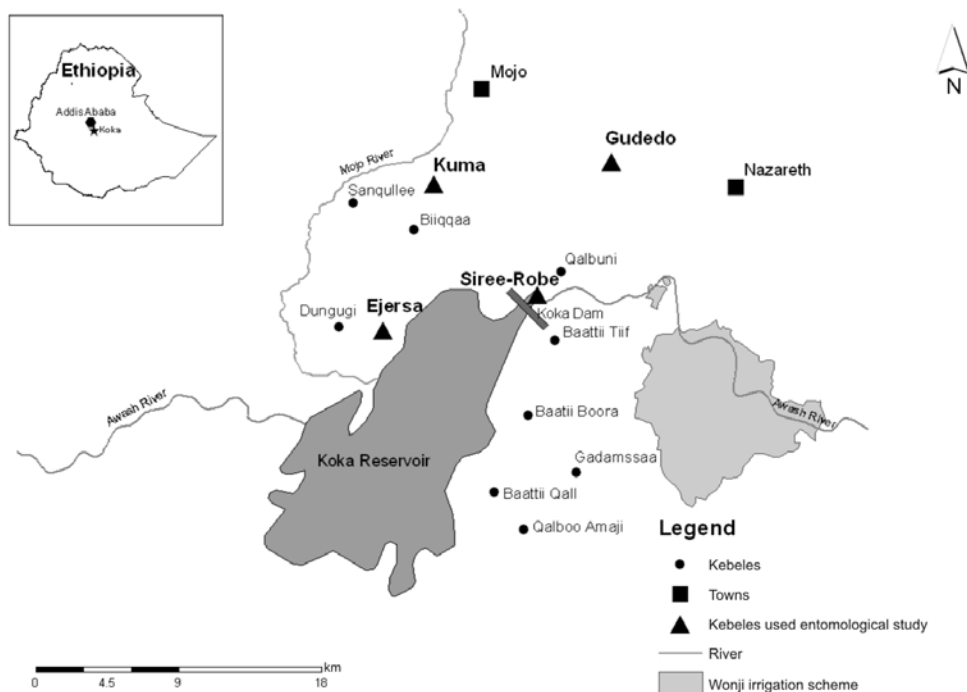 Ethiopia
Addis Ababa
Koka
N
Mojo
Gudedo
Mojo River
Kuma
Nazareth
Sanqullee
Biiqqaa
Qalbuni
Siree-Robe
Dungugi
Ejersa
Koka Dam
Baattii Tiif
Awash River
Baatii Boora
Awash River
Koka Reservoir
Gadamssaa
Baattii Qall
Qalboo Amaji
Legend
Kebeles
Towns
Kebeles used entomological study
River
Wonji irrigation scheme
km
0 4.5 9 18